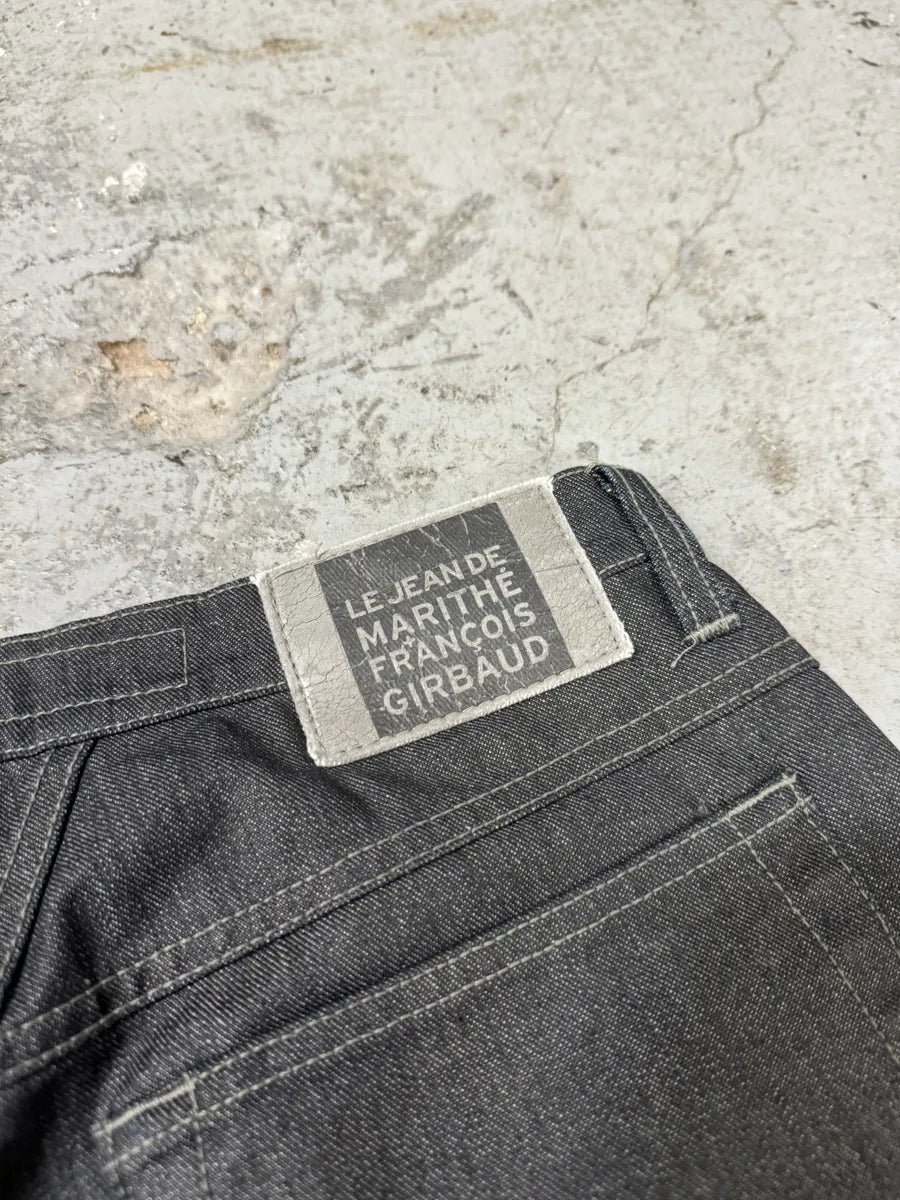 LE JEAN DE
MARITHÉ
FRANÇOIS
GIRBAUD